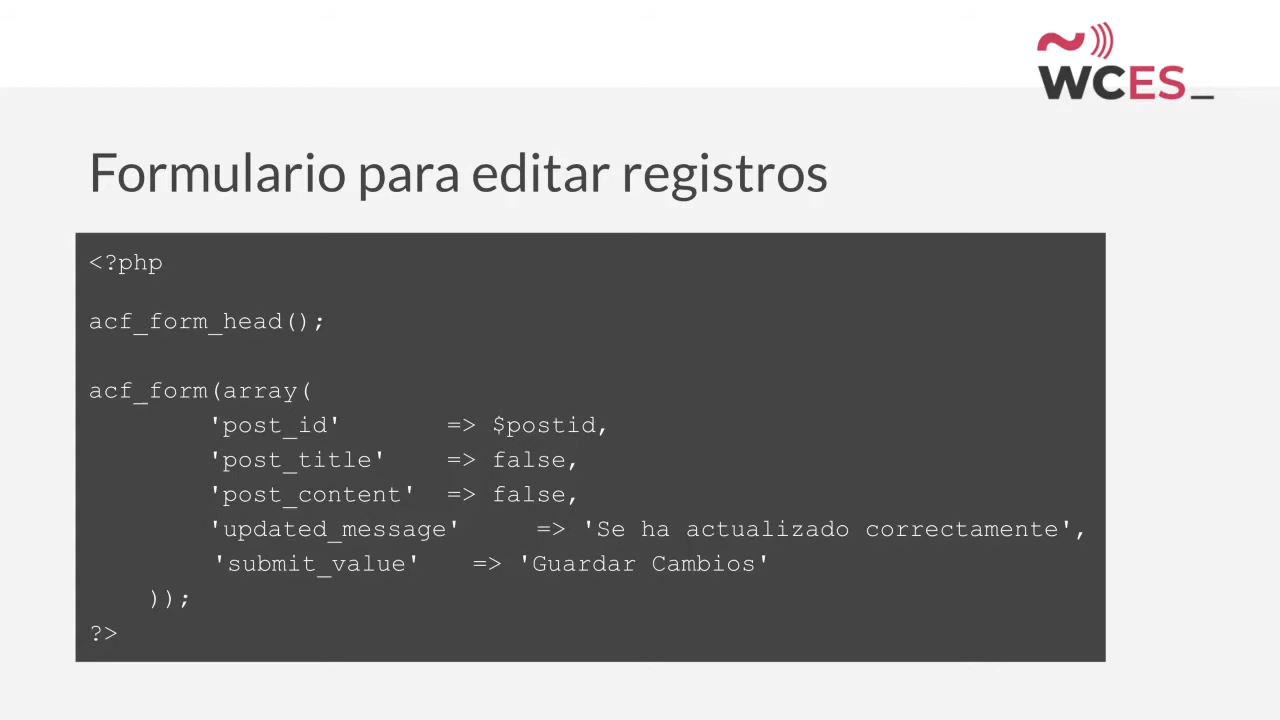 WCES_
Formulario para editar registros
<?php
acf_form_head();
acf_form(array(
'post_id' => $postid,
'post_title' => false,
'post_content' => false,
'updated_message' => 'Se ha actualizado correctamente',
'submit_value' => 'Guardar Cambios'
));
?>